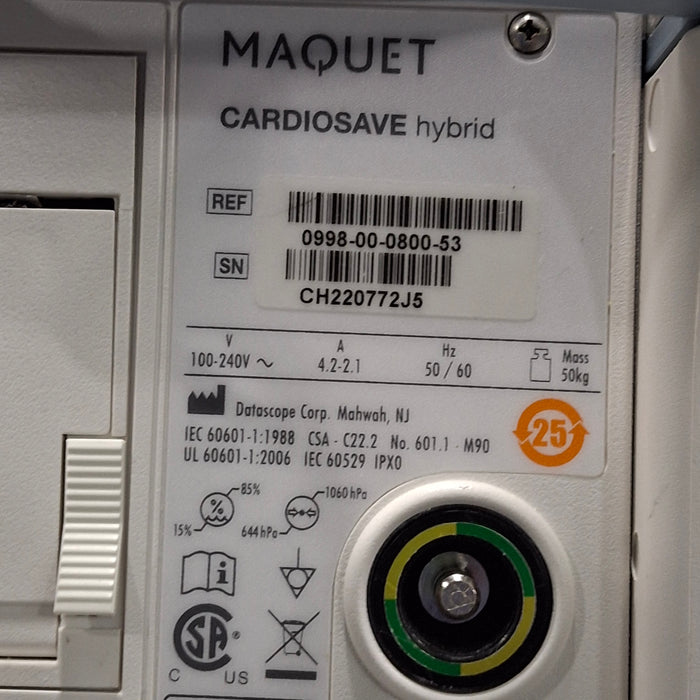 MAQUET
CARDIOSAVE hybrid
REF
0998-00-0800-53
SN
CH220772J5
V A Hz Mass
100-240V ~ 4.2-2.1 50 / 60 50kg
Datascope Corp. Mahwah, NJ
IEC 60601-1:1988 CSA - C22.2 No. 601.1 - M90
UL 60601-1:2006 IEC 60529 IPX0
25
85% 1060 hPa
%
15% 644 hPa
i
SA ®
C US